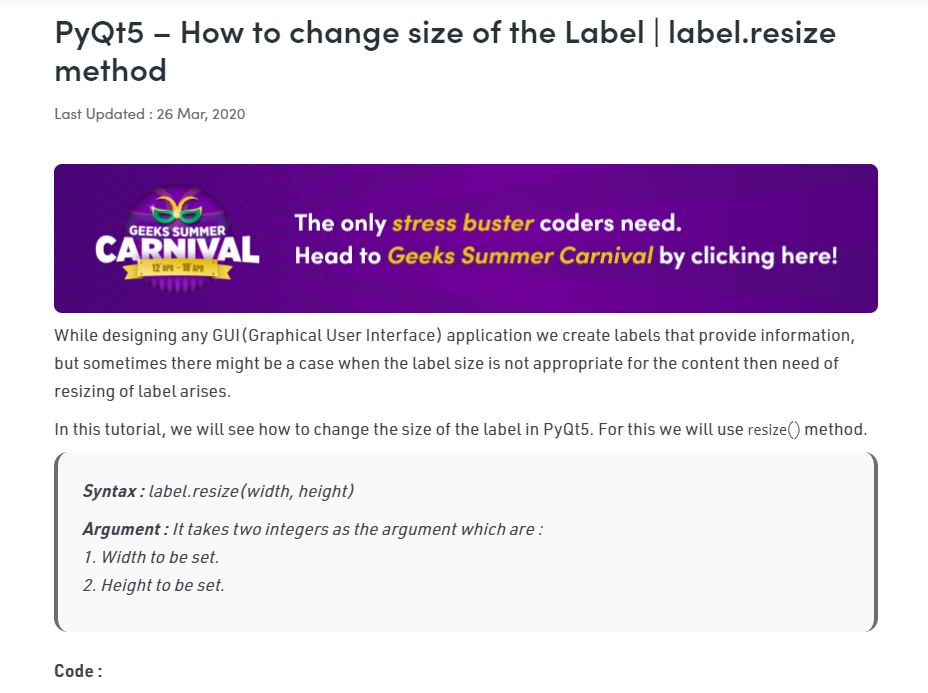 PyQt5 – How to change size of the Label | label.resize
method
Last Updated : 26 Mar, 2020
GEEKS SUMMER
CARNIVAL
12 APR - 18 APR
The only stress buster coders need.
Head to Geeks Summer Carnival by clicking here!
While designing any GUI(Graphical User Interface) application we create labels that provide information,
but sometimes there might be a case when the label size is not appropriate for the content then need of
resizing of label arises.
In this tutorial, we will see how to change the size of the label in PyQt5. For this we will use resize() method.
Syntax : label.resize(width, height)
Argument : It takes two integers as the argument which are :
1. Width to be set.
2. Height to be set.
Code :